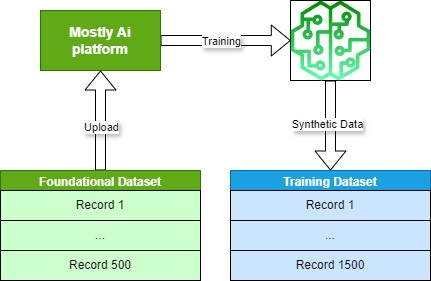 Mostly Ai
platform
Training
Upload
Synthetic Data
Foundational Dataset
Record 1
...
Record 500
Training Dataset
Record 1
...
Record 1500